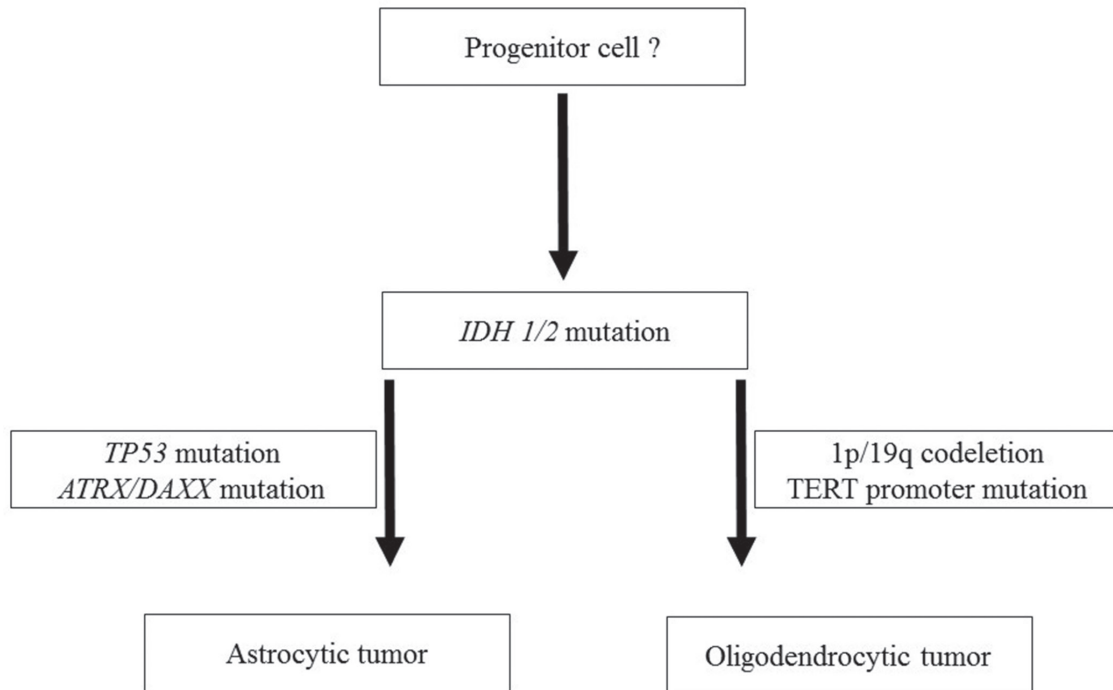 Progenitor cell ?
IDH 1/2 mutation
TP53 mutation
ATRX/DAXX mutation
1p/19q codeletion
TERT promoter mutation
Astrocytic tumor
Oligodendrocytic tumor